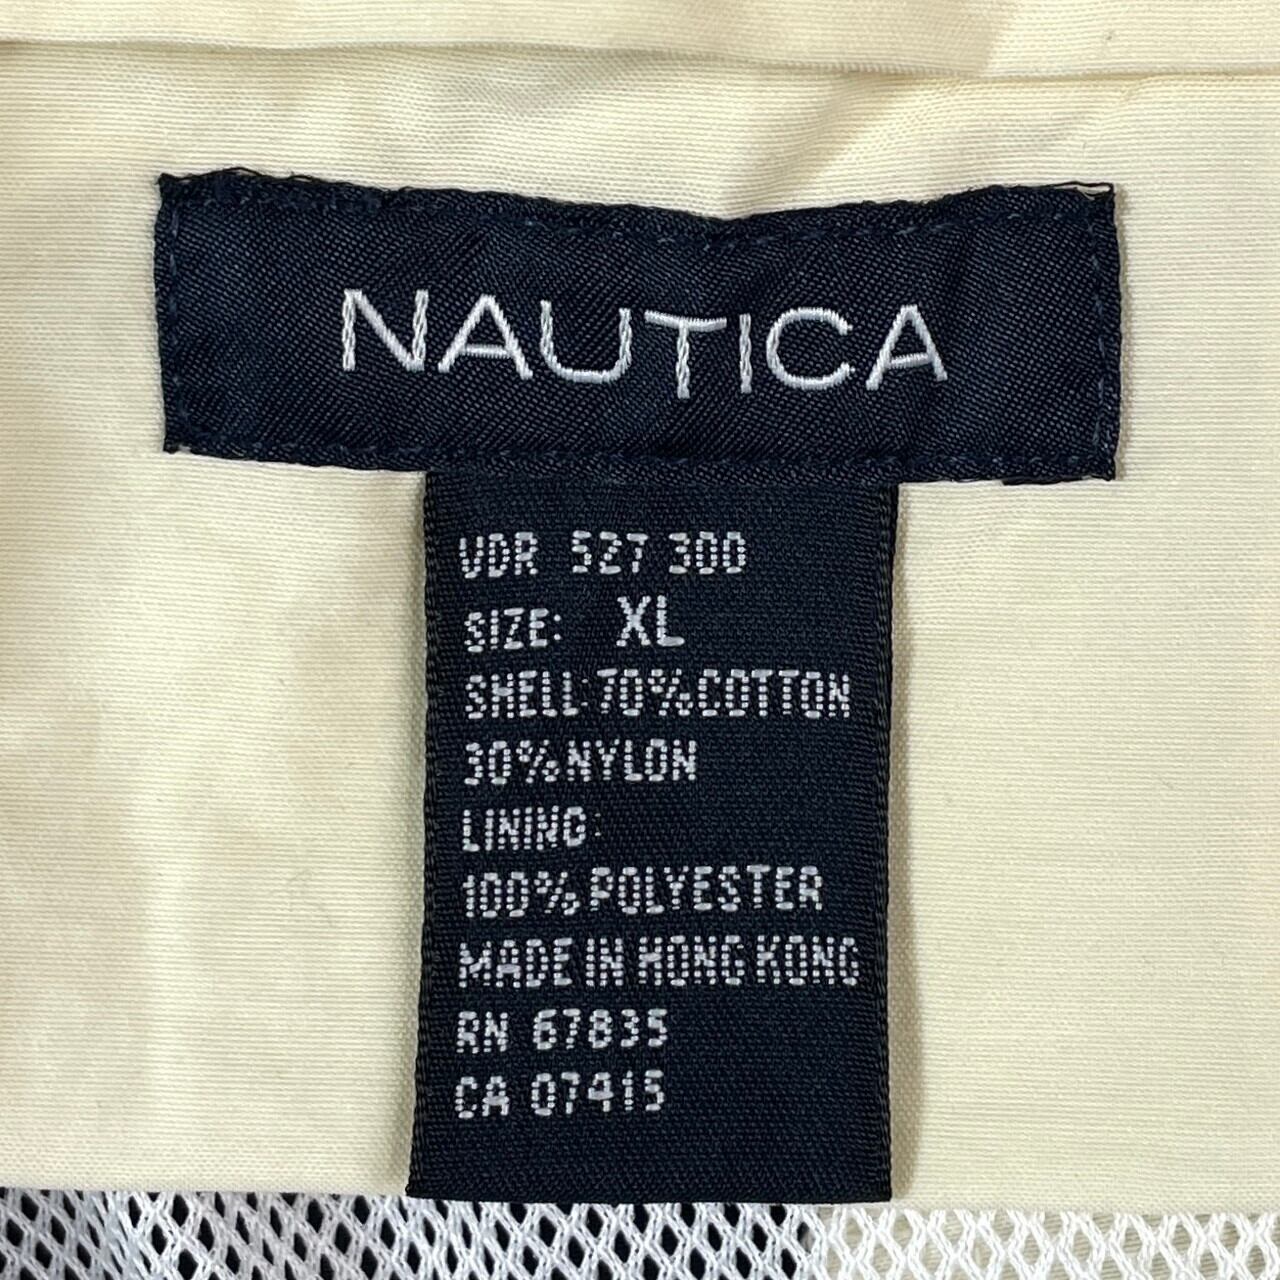 NAUTICA
VDR 527 300
SIZE: XL
SHELL:70%COTTON
30%NYLON
LINING:
100%POLYESTER
MADE IN HONG KONG
RN 67835
CA 07415